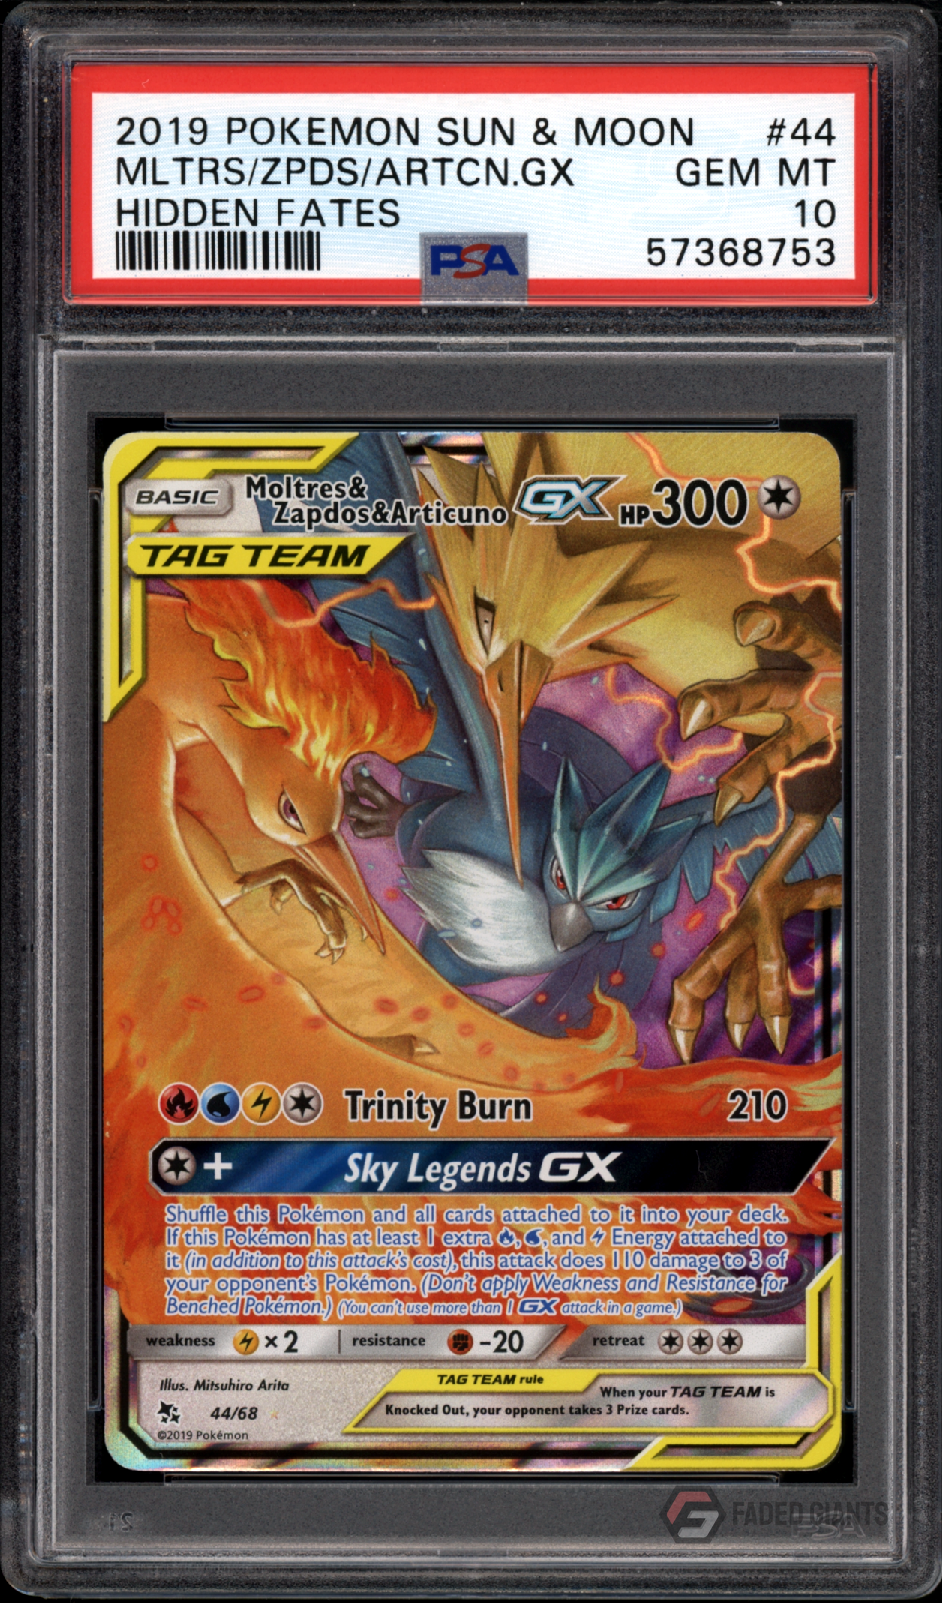 2019 POKEMON SUN & MOON #44
MLTRS/ZPDS/ARTCN.GX GEM MT
HIDDEN FATES 10
PSA 57368753
BASIC Moltres&
Zapdos&Articuno GX HP300
TAG TEAM
Trinity Burn 210
+ Sky Legends GX
Shuffle this Pokémon and all cards attached to it into your deck.
If this Pokémon has at least 1 extra , , and Energy attached to
it (in addition to this attack's cost), this attack does 110 damage to 3 of
your opponent's Pokémon. (Don't apply Weakness and Resistance for
Benched Pokémon.) (You can't use more than 1 GX attack in a game.)
weakness ×2 resistance -20 retreat
Illus. Mitsuhiro Arita
TAG TEAM rule
When your TAG TEAM is
Knocked Out, your opponent takes 3 Prize cards.
44/68
©2019 Pokémon
FADED GIANTS
PSA